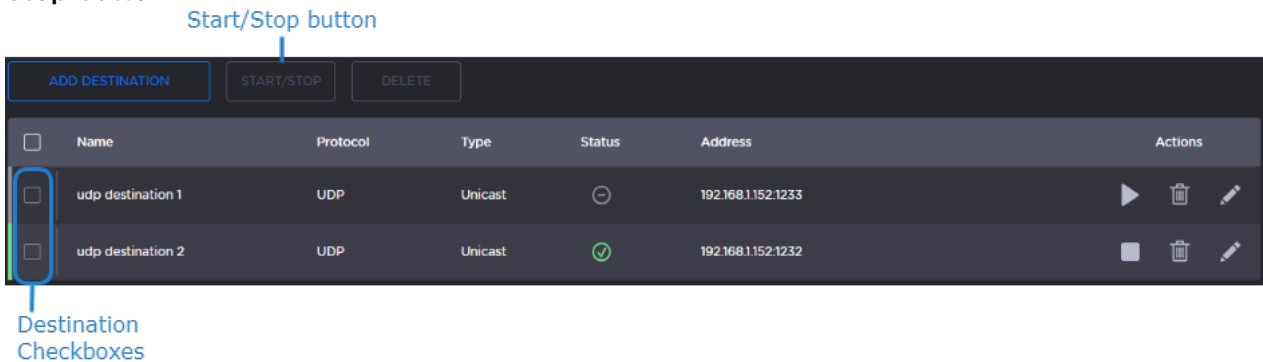 Start/Stop button
ADD DESTINATION START/STOP DELETE
Name Protocol Type Status Address Actions
udp destination 1 UDP Unicast 192.168.1.152:1233
udp destination 2 UDP Unicast 192.168.1.152:1232
Destination
Checkboxes